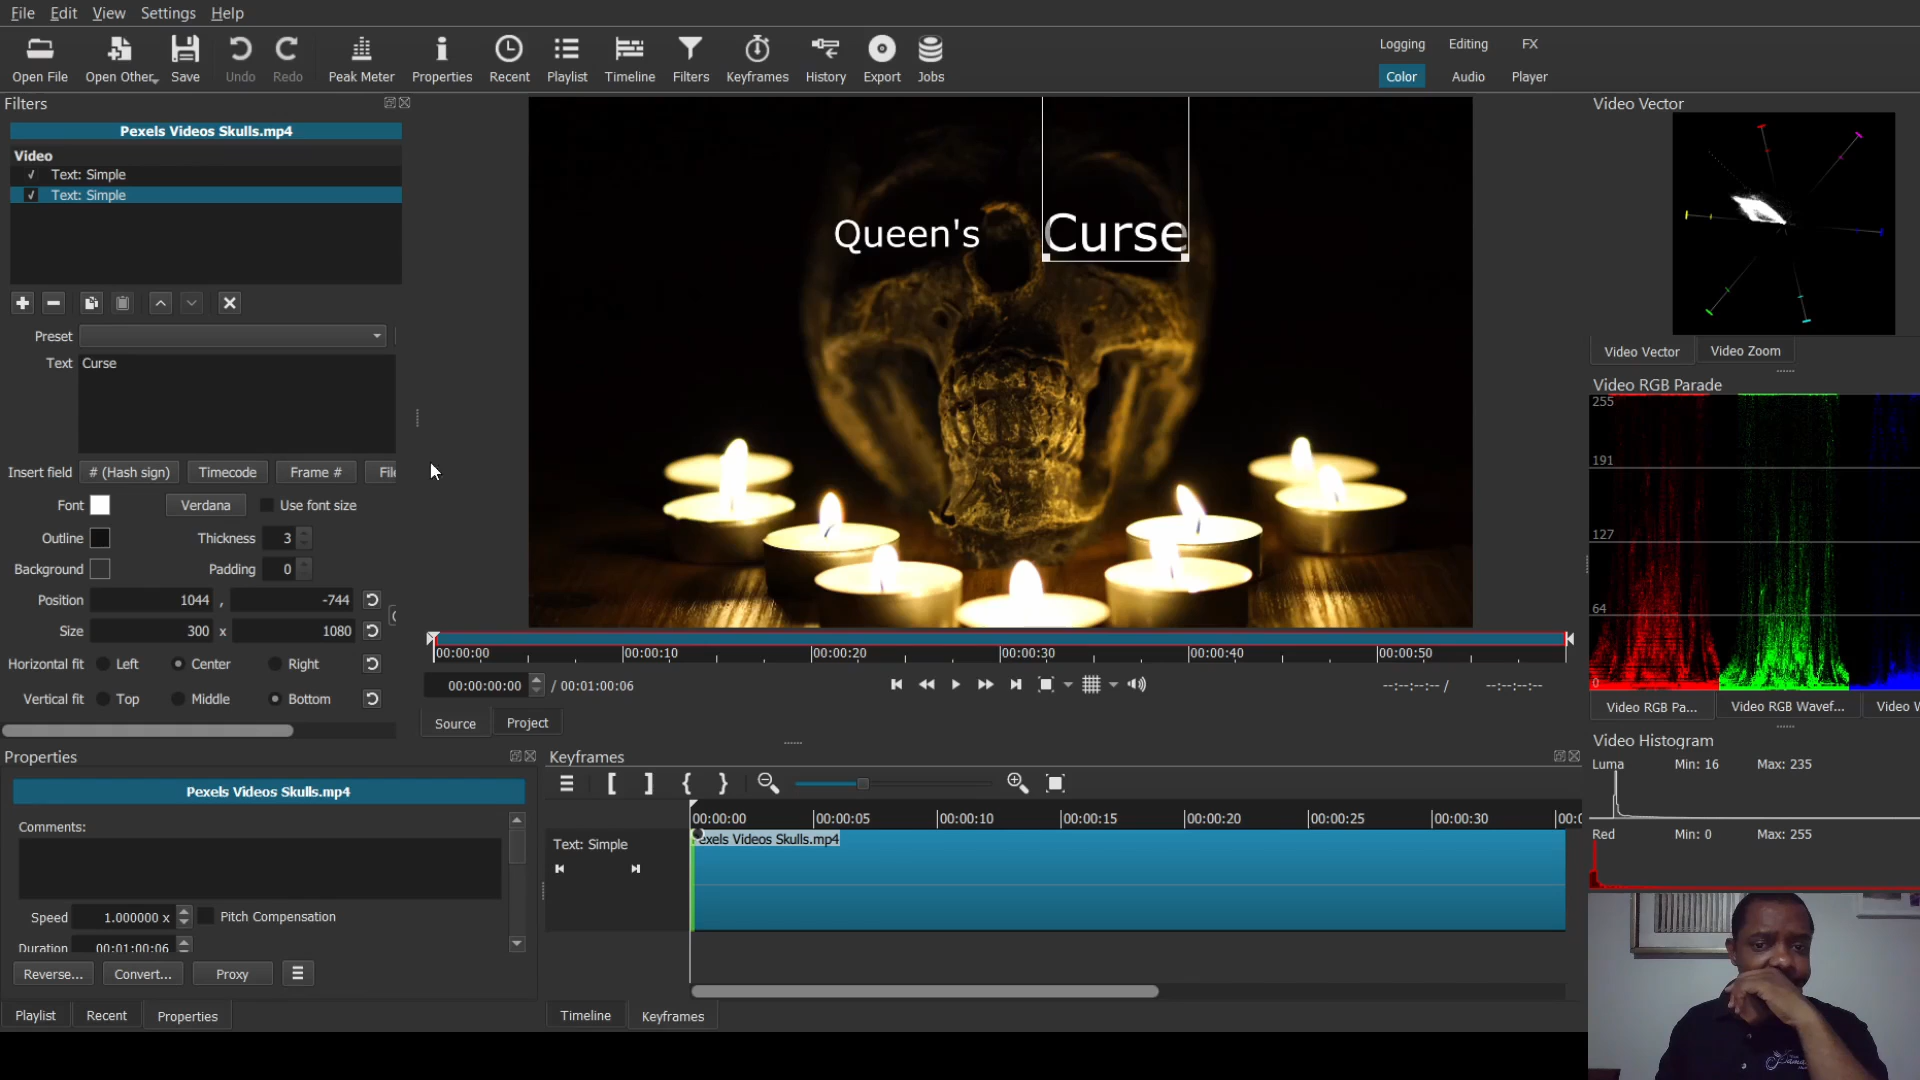 File Edit View Settings Help
Open File Open Other... Save Undo Redo Peak Meter Properties Recent Playlist Timeline Filters Keyframes History Export Jobs
Logging Editing FX
Color Audio Player
Filters
Pexels Videos Skulls.mp4
Video
Text: Simple
Text: Simple
Preset
Text Curse
Insert field # (Hash sign) Timecode Frame #
Font Verdana Use font size
Outline Thickness 3
Background Padding 0
Position 1044 , -744
Size 300 x 1080
Horizontal fit Left Center Right
Vertical fit Top Middle Bottom
Queen's Curse
00:00:00 00:00:10 00:00:20 00:00:30 00:00:40 00:00:50
00:00:00:00 / 00:01:00:06
--:--:--:-- / --:--:--:--
Source Project
Video Vector
Video Vector Video Zoom
Video RGB Parade
255
191
127
64
0
Video RGB Pa... Video RGB Wavef... Video W
Video Histogram
Luma Min: 16 Max: 235
Red Min: 0 Max: 255
Properties
Pexels Videos Skulls.mp4
Comments:
Speed 1.000000 x Pitch Compensation
Duration 00:01:00:06
Reverse... Convert... Proxy
Playlist Recent Properties
Keyframes
00:00:00 00:00:05 00:00:10 00:00:15 00:00:20 00:00:25 00:00:30
Text: Simple
Pexels Videos Skulls.mp4
Timeline Keyframes